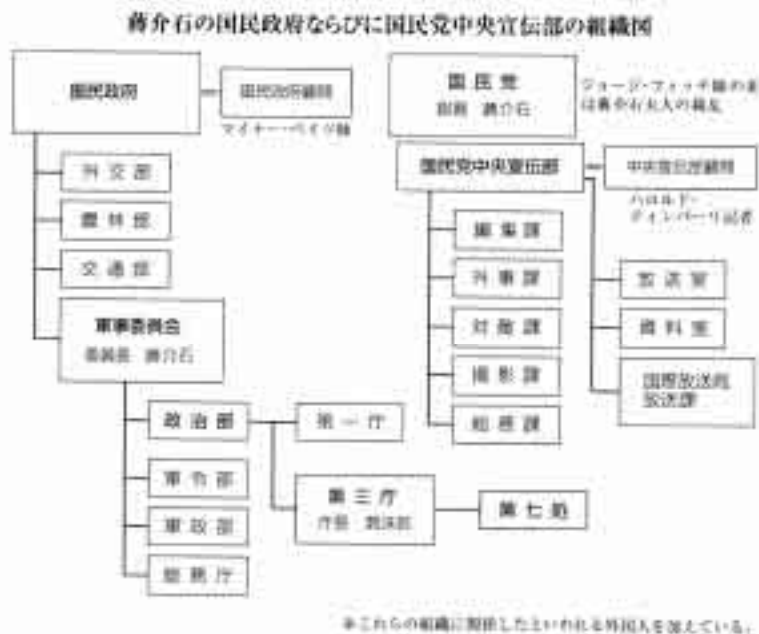 蔣介石の国民政府ならびに国民党中央宣伝部の組織図
国民政府
国民政府顧問
マイナー・ベイツ師
外交部
農林部
交通部
軍事委員会
委員長 蔣介石
政治部
軍令部
軍政部
総務庁
第一庁
第三庁
庁長
第七処
国民党
総裁 蔣介石
ジョージ・フィッチ師の妻
は蔣介石夫人の親友
国民党中央宣伝部
中央宣伝部顧問
ハロルド・
ティンパーリ記者
編集課
外事課
対敵課
撮影課
総務課
放送室
資料室
国際放送局
放送課
※これらの組織に関係したといわれる外国人を加えている。